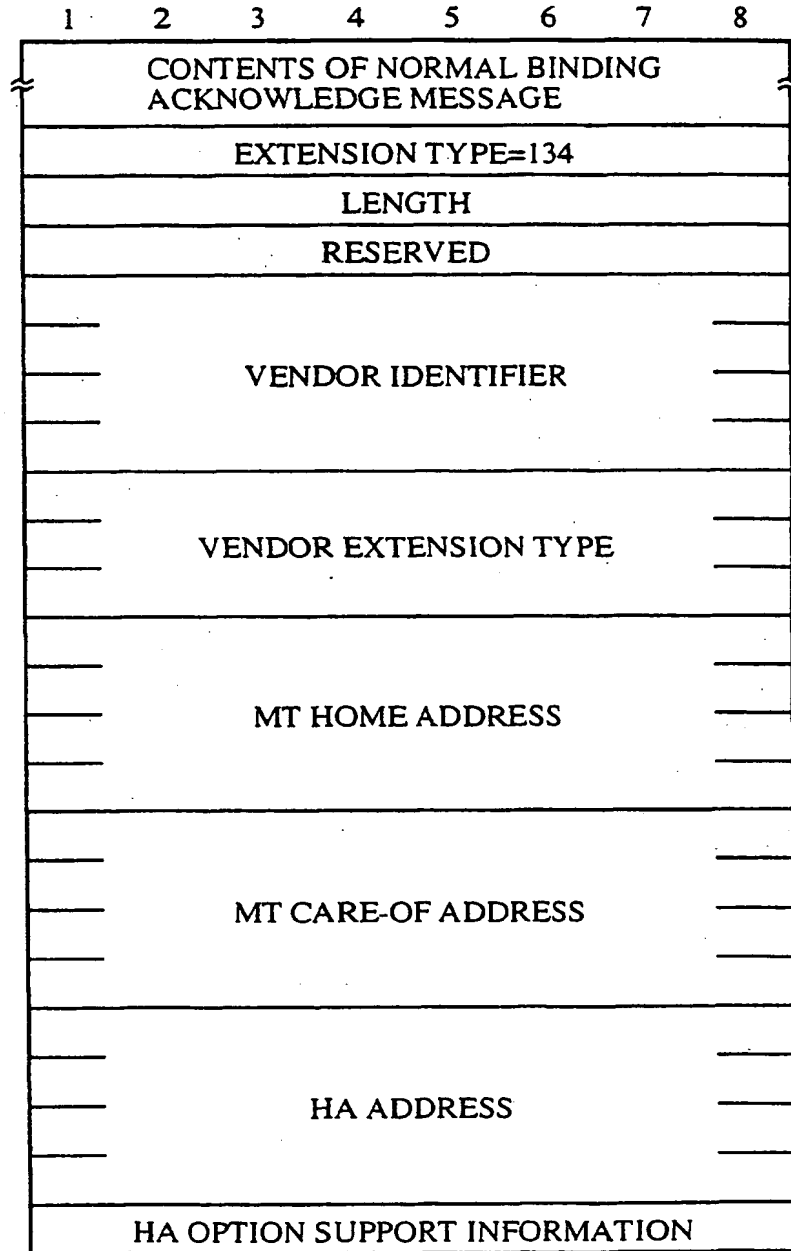 1 2 3 4 5 6 7 8
CONTENTS OF NORMAL BINDING
ACKNOWLEDGE MESSAGE
EXTENSION TYPE=134
LENGTH
RESERVED
VENDOR IDENTIFIER
VENDOR EXTENSION TYPE
MT HOME ADDRESS
MT CARE-OF ADDRESS
HA ADDRESS
HA OPTION SUPPORT INFORMATION